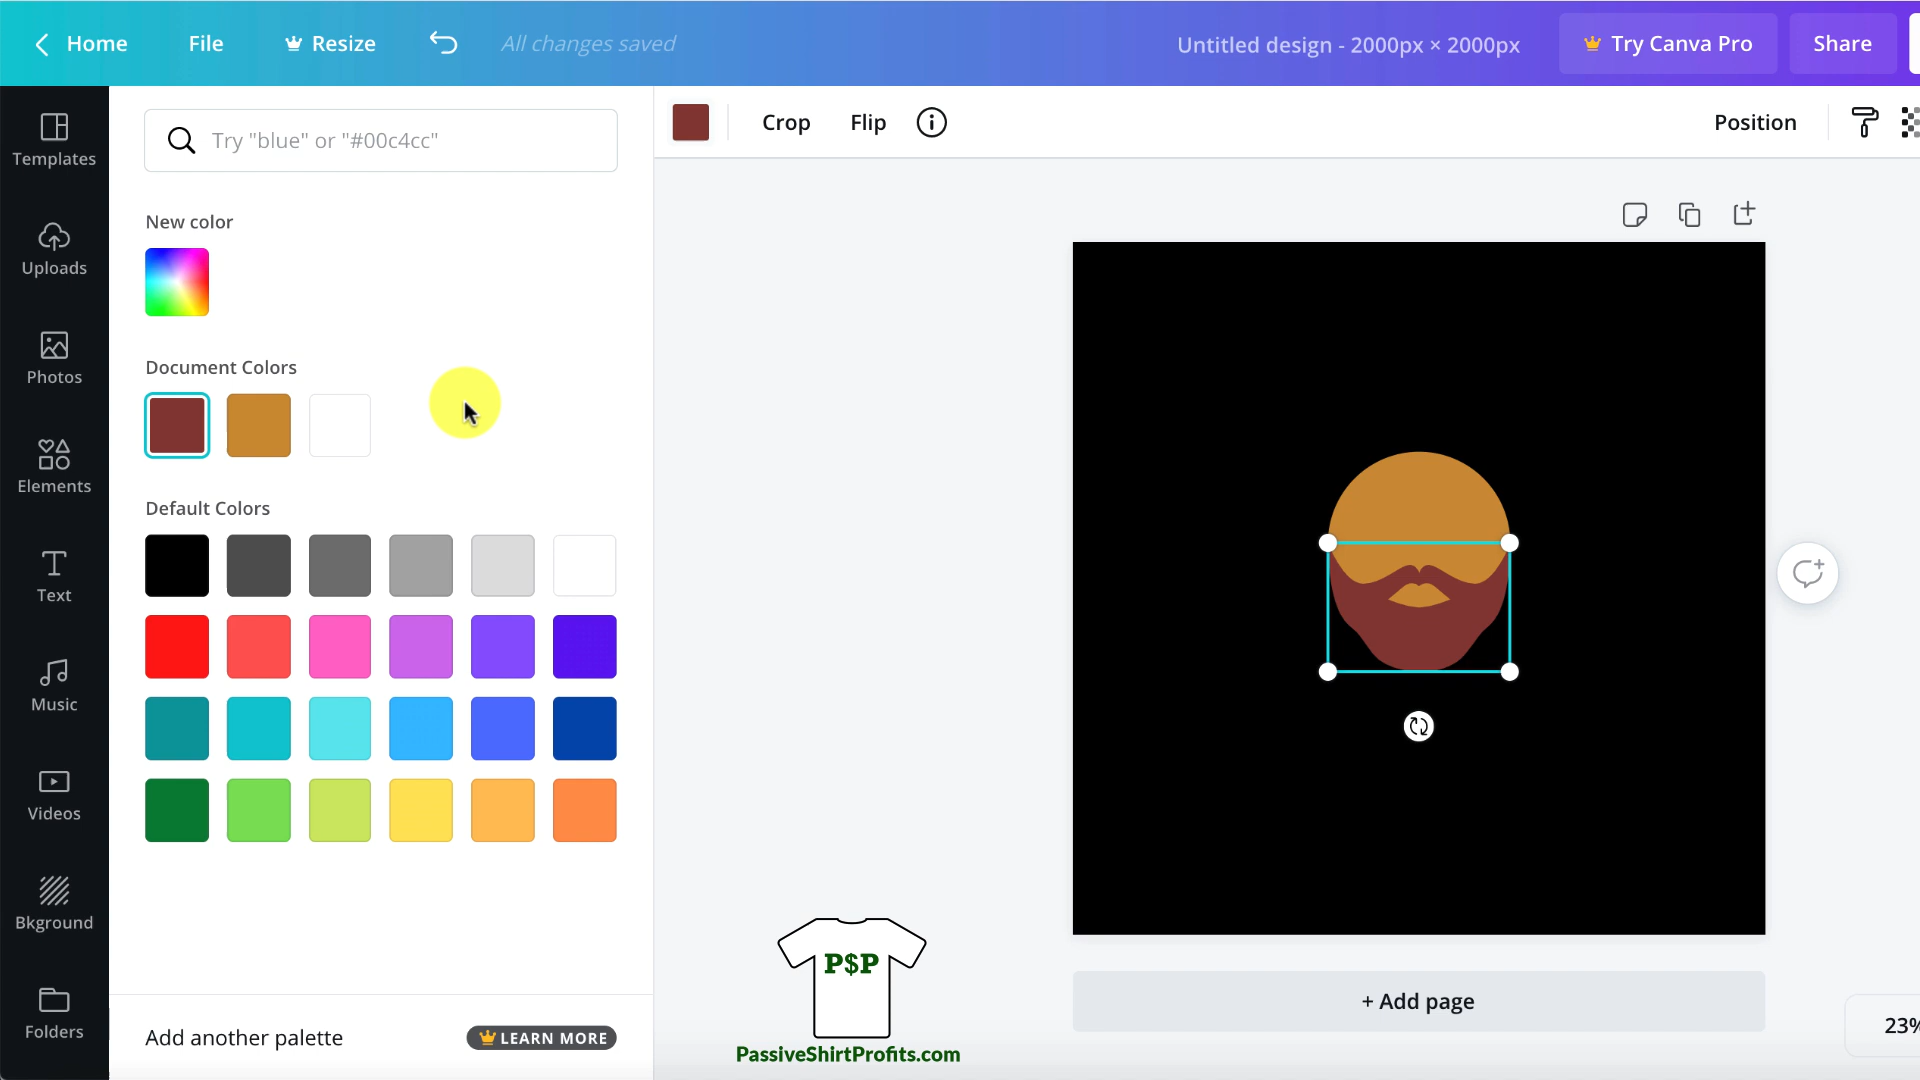 Home
File
Resize
All changes saved
Untitled design - 2000px × 2000px
Try Canva Pro
Share
Templates
Uploads
Photos
Elements
Text
Music
Videos
Bkground
Folders
Try "blue" or "#00c4cc"
New color
Document Colors
Default Colors
Add another palette
LEARN MORE
Crop
Flip
Position
P$P
PassiveShirtProfits.com
+ Add page
23%